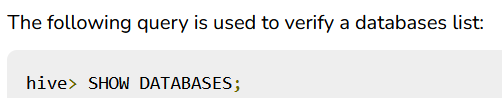 The following query is used to verify a databases list:
hive> SHOW DATABASES;